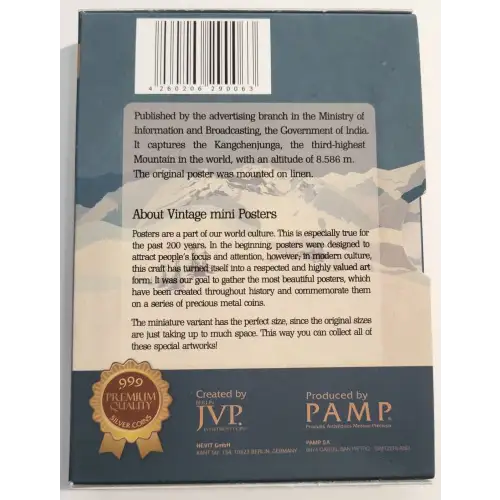 4 260206 290063
Published by the advertising branch in the Ministry of
Information and Broadcasting, the Government of India.
It captures the Kangchenjunga, the third-highest
Mountain in the world, with an altitude of 8.586 m.
The original poster was mounted on linen.
About Vintage mini Posters
Posters are a part of our world culture. This is especially true for
the past 200 years. In the beginning, posters were designed to
attract people's focus and attention, however, in modern culture,
this craft has turned itself into a respected and highly valued art
form. It was our goal to gather the most beautiful posters, which
have been created throughout history and commemorate them
on a series of precious metal coins.
The miniature variant has the perfect size, since the original sizes
are just taking up to much space. This way you can collect all of
these special artworks!
.999
PREMIUM
QUALITY
SILVER COINS
Created by
JVP
HEVIT GmbH
10623 BERLIN, GERMANY
Produced by
PAMP
PAMP SA